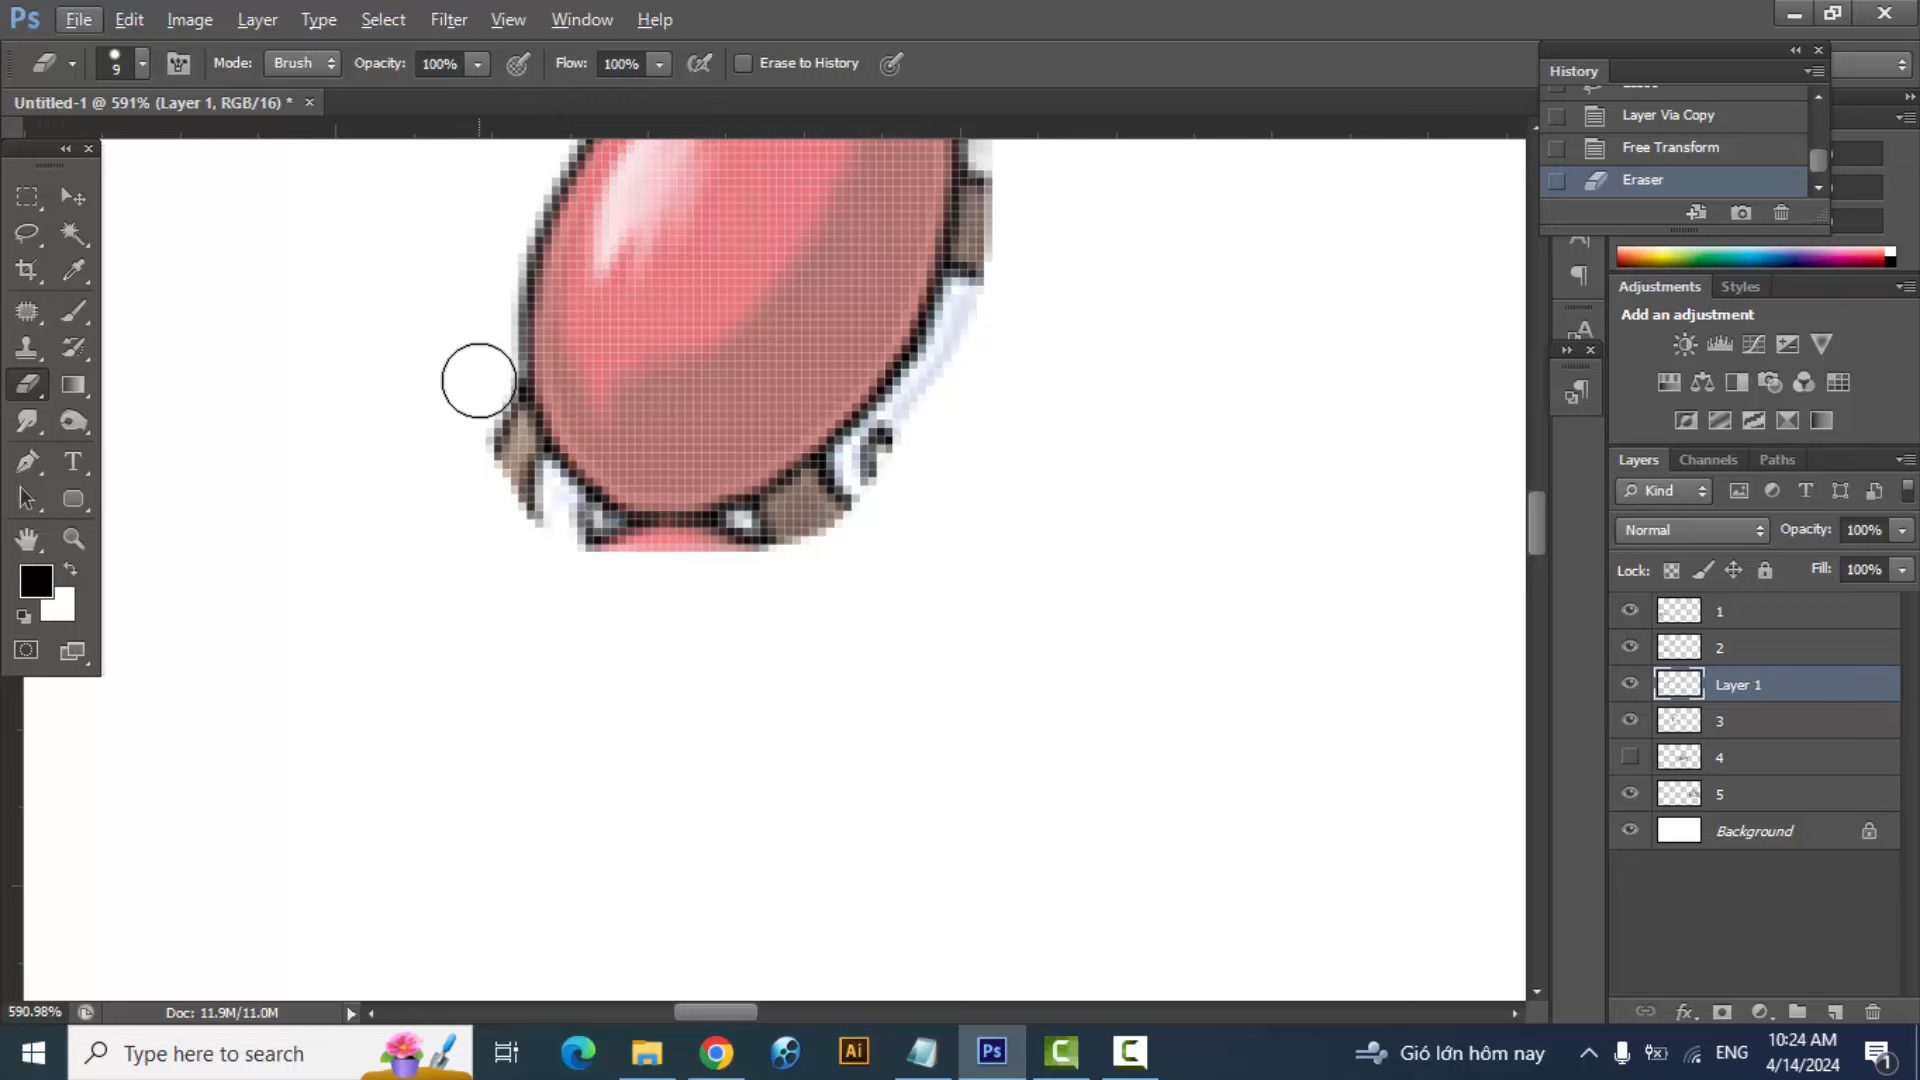 Ps File Edit Image Layer Type Select Filter View Window Help
9 Mode: Brush Opacity: 100% Flow: 100% Erase to History
Untitled-1 @ 591% (Layer 1, RGB/16) * ×
History
Layer Via Copy
Free Transform
Eraser
Adjustments Styles
Add an adjustment
Layers Channels Paths
Kind
Normal Opacity: 100%
Lock: Fill: 100%
1
2
Layer 1
3
4
5
Background
590.98% Doc: 11.9M/11.0M
Type here to search
Ai
Ps
Gió lớn hôm nay
ENG
10:24 AM
4/14/2024
1